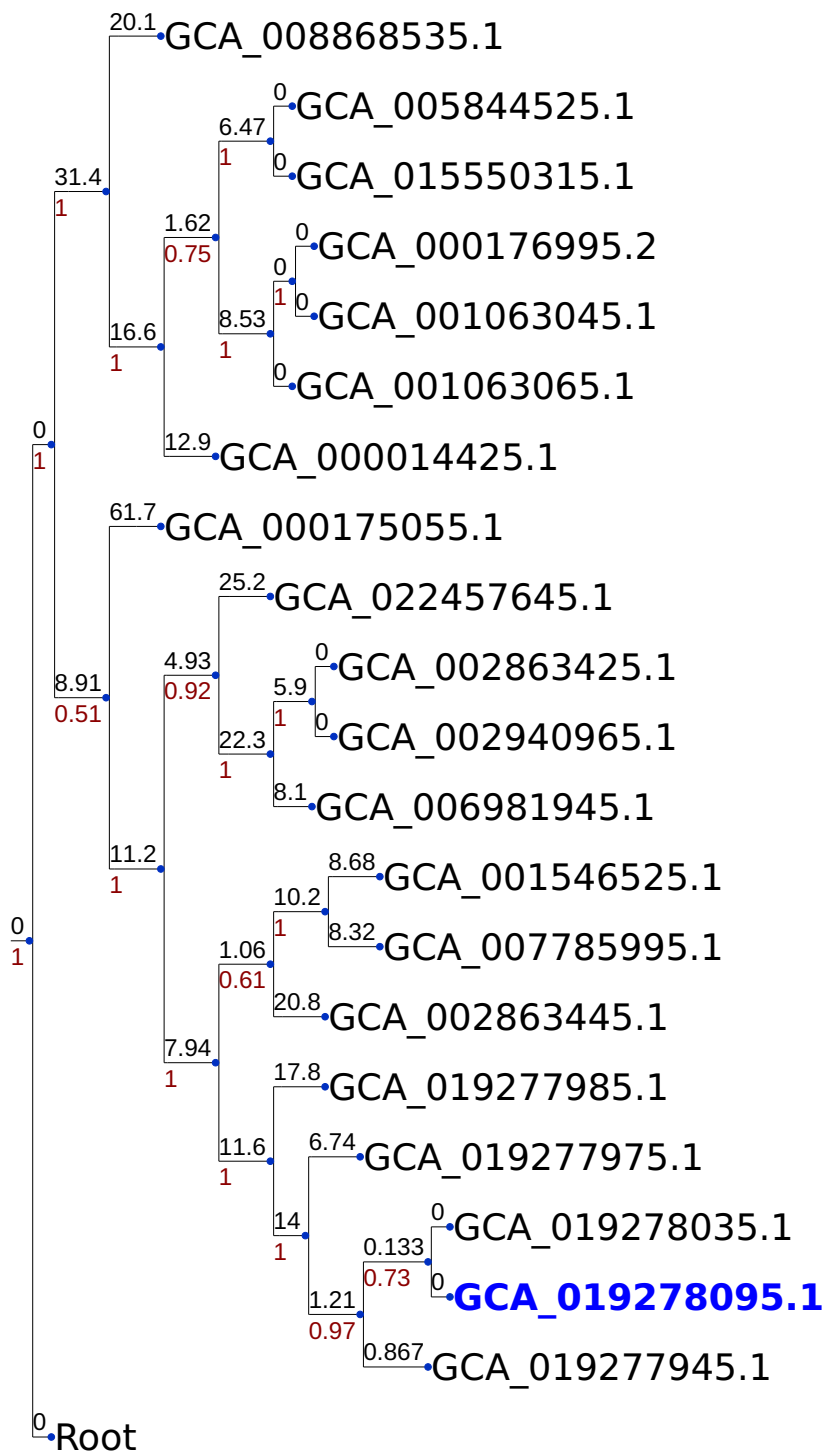 20.1 GCA_008868535.1
0 GCA_005844525.1
6.47
1
0 GCA_015550315.1
31.4
1
1.62
0.75
0 GCA_000176995.2
0
1
0 GCA_001063045.1
16.6
1
8.53
1
0 GCA_001063065.1
0
1
12.9 GCA_000014425.1
61.7 GCA_000175055.1
25.2 GCA_022457645.1
4.93
0.92
0 GCA_002863425.1
8.91
0.51
5.9
1
0 GCA_002940965.1
22.3
1
8.1 GCA_006981945.1
11.2
1
8.68 GCA_001546525.1
10.2
1
0
1
8.32 GCA_007785995.1
1.06
0.61
20.8 GCA_002863445.1
7.94
1
17.8 GCA_019277985.1
11.6
1
6.74 GCA_019277975.1
14
1
0 GCA_019278035.1
0.133
0.73
0 GCA_019278095.1
1.21
0.97
0.867 GCA_019277945.1
0 Root